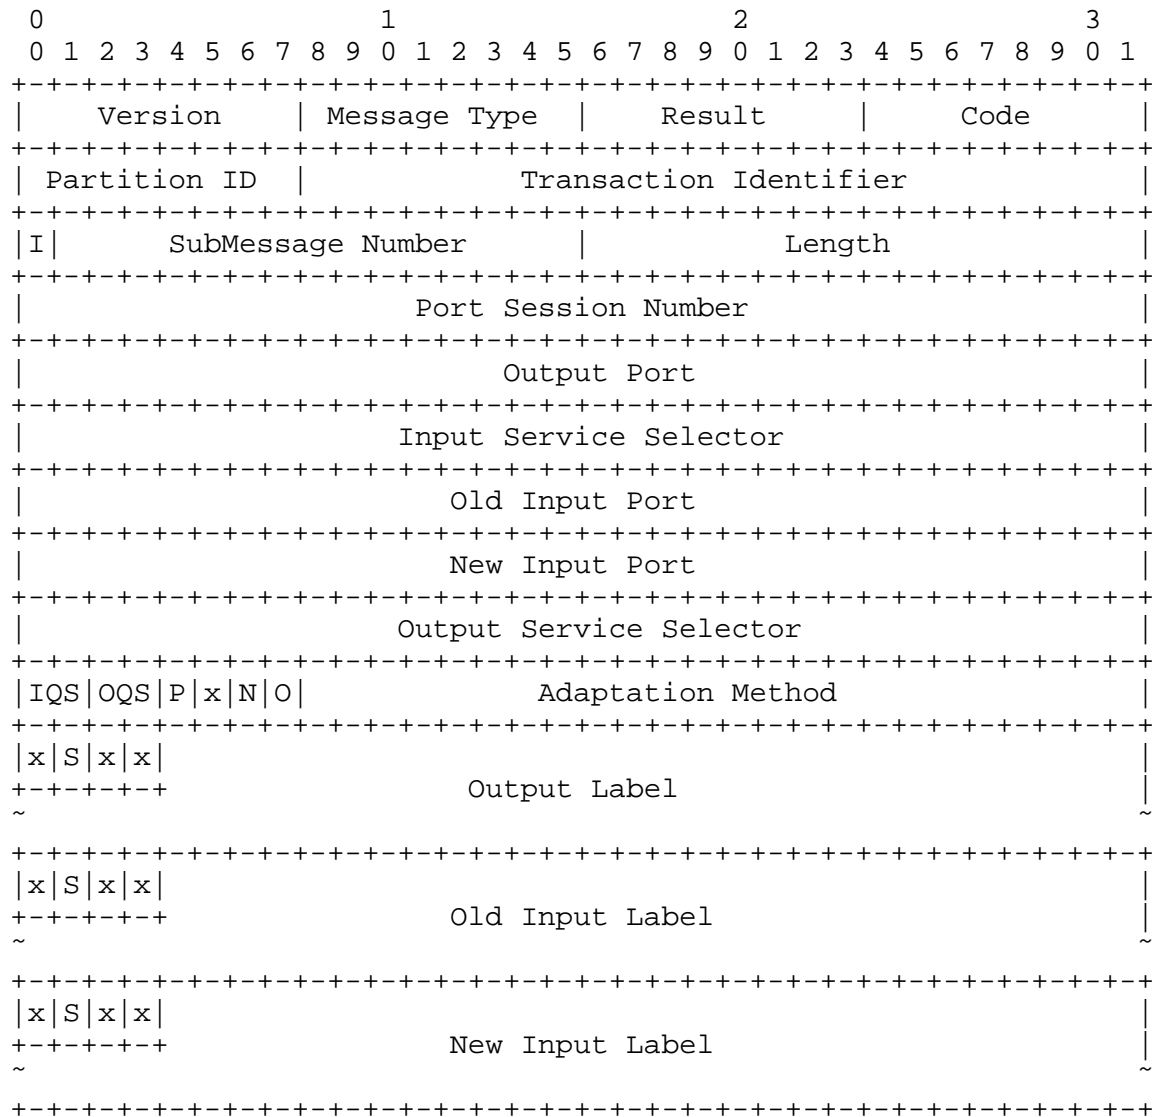 0                   1                   2                   3
 0 1 2 3 4 5 6 7 8 9 0 1 2 3 4 5 6 7 8 9 0 1 2 3 4 5 6 7 8 9 0 1
+-+-+-+-+-+-+-+-+-+-+-+-+-+-+-+-+-+-+-+-+-+-+-+-+-+-+-+-+-+-+-+-+
|    Version    | Message Type  |    Result     |     Code      |
+-+-+-+-+-+-+-+-+-+-+-+-+-+-+-+-+-+-+-+-+-+-+-+-+-+-+-+-+-+-+-+-+
| Partition ID  |            Transaction Identifier             |
+-+-+-+-+-+-+-+-+-+-+-+-+-+-+-+-+-+-+-+-+-+-+-+-+-+-+-+-+-+-+-+-+
|I|      SubMessage Number      |           Length              |
+-+-+-+-+-+-+-+-+-+-+-+-+-+-+-+-+-+-+-+-+-+-+-+-+-+-+-+-+-+-+-+-+
|                      Port Session Number                      |
+-+-+-+-+-+-+-+-+-+-+-+-+-+-+-+-+-+-+-+-+-+-+-+-+-+-+-+-+-+-+-+-+
|                           Output Port                         |
+-+-+-+-+-+-+-+-+-+-+-+-+-+-+-+-+-+-+-+-+-+-+-+-+-+-+-+-+-+-+-+-+
|                     Input Service Selector                    |
+-+-+-+-+-+-+-+-+-+-+-+-+-+-+-+-+-+-+-+-+-+-+-+-+-+-+-+-+-+-+-+-+
|                        Old Input Port                         |
+-+-+-+-+-+-+-+-+-+-+-+-+-+-+-+-+-+-+-+-+-+-+-+-+-+-+-+-+-+-+-+-+
|                        New Input Port                         |
+-+-+-+-+-+-+-+-+-+-+-+-+-+-+-+-+-+-+-+-+-+-+-+-+-+-+-+-+-+-+-+-+
|                     Output Service Selector                   |
+-+-+-+-+-+-+-+-+-+-+-+-+-+-+-+-+-+-+-+-+-+-+-+-+-+-+-+-+-+-+-+-+
|IQS|OQS|P|x|N|O|             Adaptation Method                 |
+-+-+-+-+-+-+-+-+-+-+-+-+-+-+-+-+-+-+-+-+-+-+-+-+-+-+-+-+-+-+-+-+
|x|S|x|x|                                                       |
+-+-+-+-+                 Output Label                          |
~                                                               ~
+-+-+-+-+-+-+-+-+-+-+-+-+-+-+-+-+-+-+-+-+-+-+-+-+-+-+-+-+-+-+-+-+
|x|S|x|x|                                                       |
+-+-+-+-+                Old Input Label                        |
~                                                               ~
+-+-+-+-+-+-+-+-+-+-+-+-+-+-+-+-+-+-+-+-+-+-+-+-+-+-+-+-+-+-+-+-+
|x|S|x|x|                                                       |
+-+-+-+-+                New Input Label                        |
~                                                               ~
+-+-+-+-+-+-+-+-+-+-+-+-+-+-+-+-+-+-+-+-+-+-+-+-+-+-+-+-+-+-+-+-+